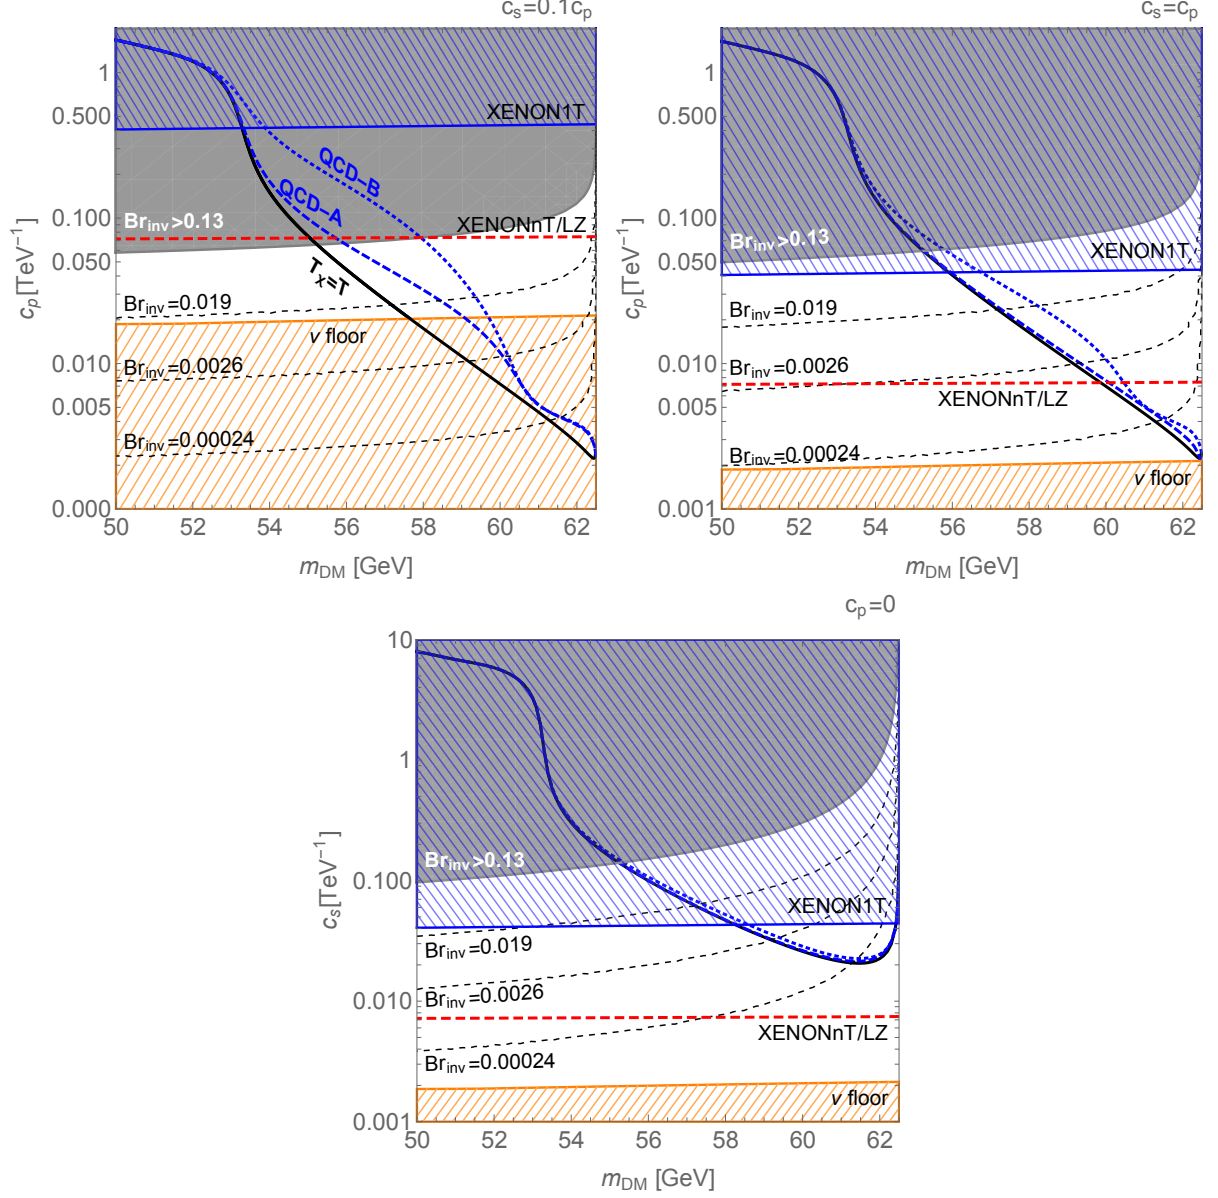 c_s=0.1c_p
1
0.500
0.100
0.050
0.010
0.005
0.000
c_p[TeV⁻¹]
XENON1T
QCD-B
QCD-A
Br_inv>0.13
XENONnT/LZ
T_χ=T
Br_inv=0.019
ν floor
Br_inv=0.0026
Br_inv=0.00024
50 52 54 56 58 60 62
m_DM [GeV]
c_s=c_p
1
0.500
0.100
0.050
0.010
0.005
0.001
c_p[TeV⁻¹]
Br_inv>0.13
XENON1T
Br_inv=0.019
Br_inv=0.0026
XENONnT/LZ
Br_inv=0.00024
ν floor
50 52 54 56 58 60 62
m_DM [GeV]
c_p=0
10
1
0.100
0.010
0.001
c_s[TeV⁻¹]
Br_inv>0.13
XENON1T
Br_inv=0.019
Br_inv=0.0026
XENONnT/LZ
Br_inv=0.00024
ν floor
50 52 54 56 58 60 62
m_DM [GeV]